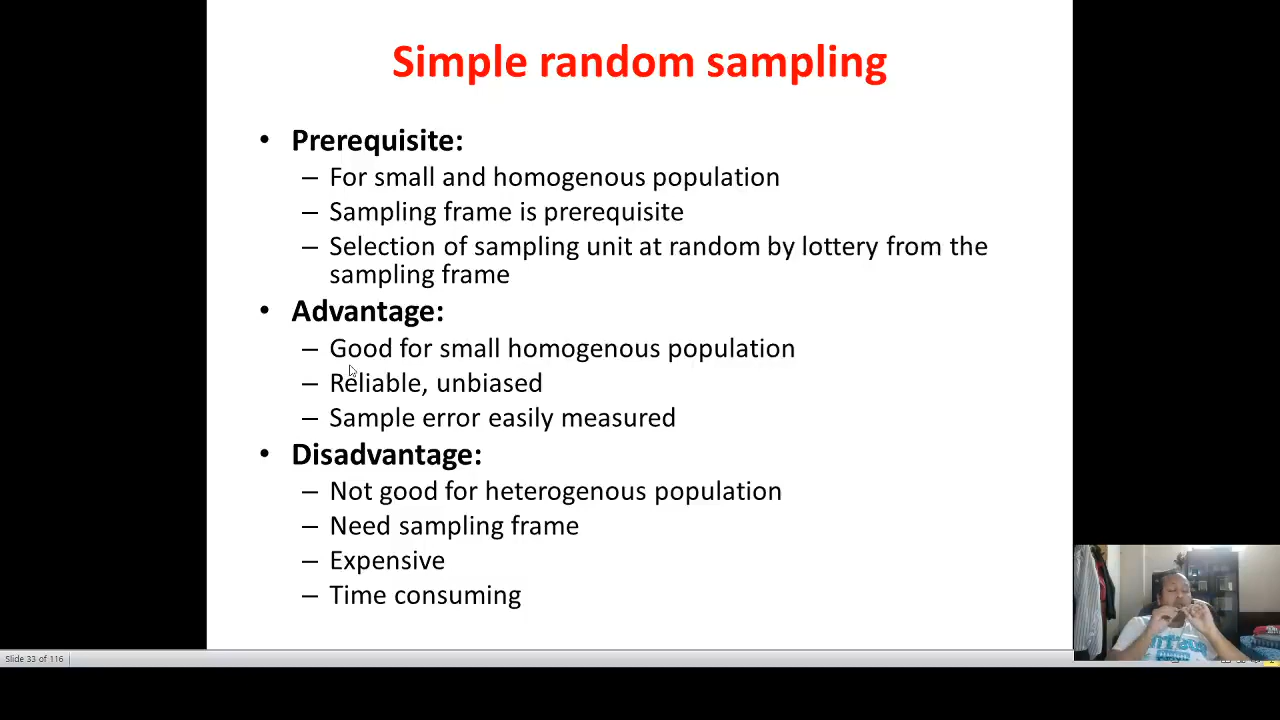 Simple random sampling
• Prerequisite:
– For small and homogenous population
– Sampling frame is prerequisite
– Selection of sampling unit at random by lottery from the
sampling frame
• Advantage:
– Good for small homogenous population
– Reliable, unbiased
– Sample error easily measured
• Disadvantage:
– Not good for heterogenous population
– Need sampling frame
– Expensive
– Time consuming
Slide 33 of 116